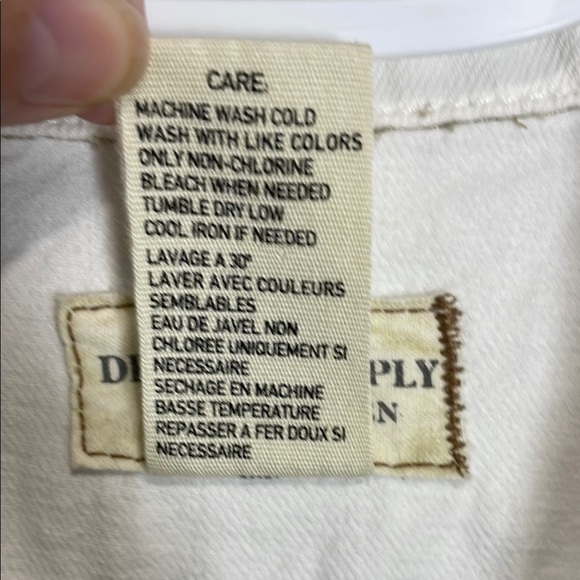 CARE:
MACHINE WASH COLD
WASH WITH LIKE COLORS
ONLY NON-CHLORINE
BLEACH WHEN NEEDED
TUMBLE DRY LOW
COOL IRON IF NEEDED
LAVAGE A 30°
LAVER AVEC COULEURS
SEMBLABLES
EAU DE JAVEL NON
CHLOREE UNIQUEMENT SI
NECESSAIRE
SECHAGE EN MACHINE
BASSE TEMPERATURE
REPASSER A FER DOUX SI
NECESSAIRE